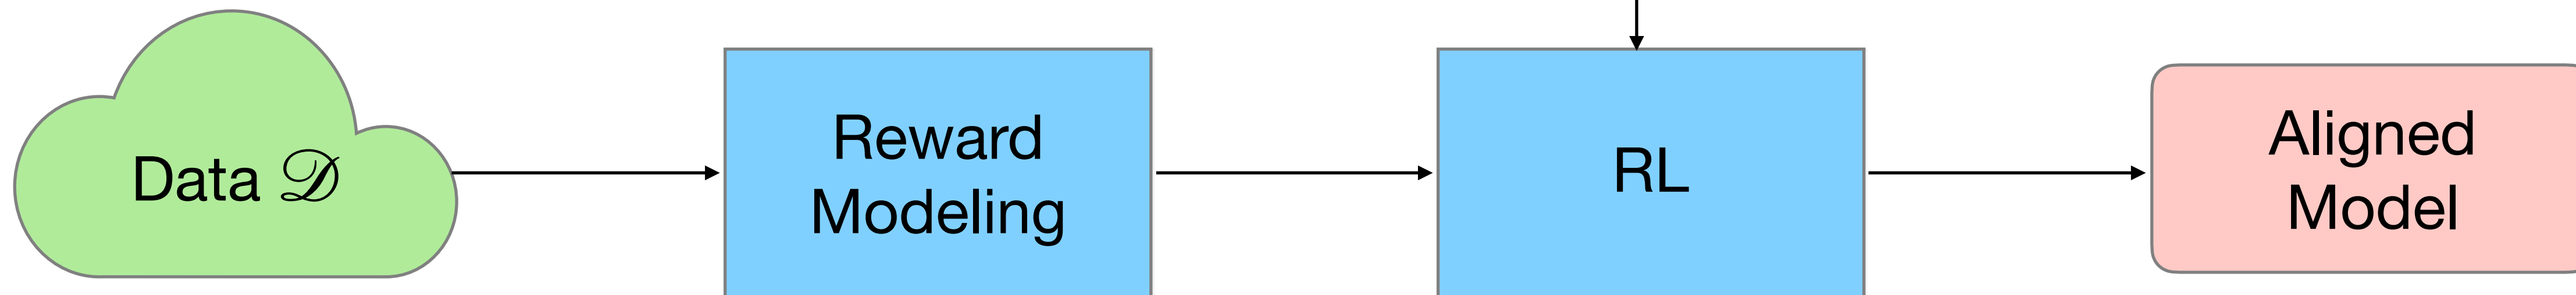 Data 𝒟
Reward
Modeling
RL
Aligned
Model